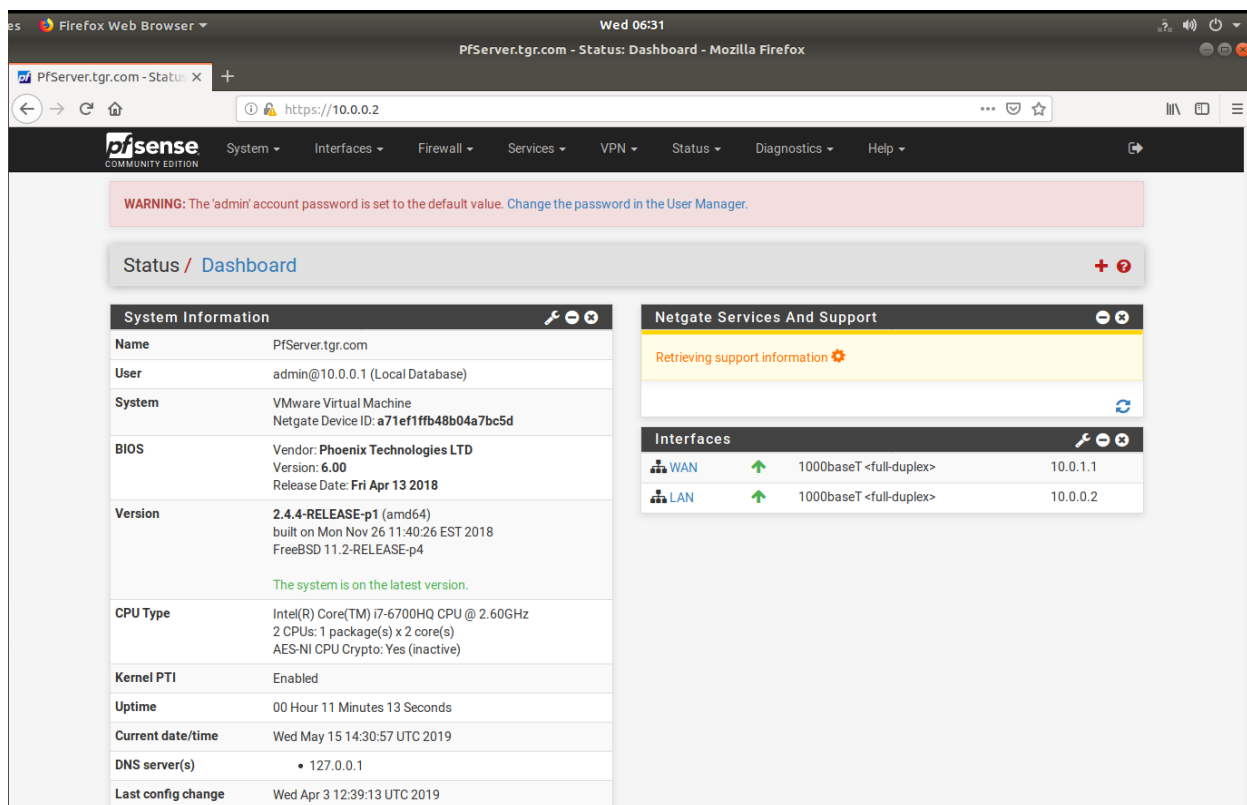 es Firefox Web Browser Wed 06:31
PfServer.tgr.com - Status: Dashboard - Mozilla Firefox
PfServer.tgr.com - Status
https://10.0.0.2
pfsense System Interfaces Firewall Services VPN Status Diagnostics Help
COMMUNITY EDITION
WARNING: The 'admin' account password is set to the default value. Change the password in the User Manager.
Status / Dashboard
System Information
Name PfServer.tgr.com
User admin@10.0.0.1 (Local Database)
System VMware Virtual Machine
Netgate Device ID: a71ef1ffb48b04a7bc5d
BIOS Vendor: Phoenix Technologies LTD
Version: 6.00
Release Date: Fri Apr 13 2018
Version 2.4.4-RELEASE-p1 (amd64)
built on Mon Nov 26 11:40:26 EST 2018
FreeBSD 11.2-RELEASE-p4
The system is on the latest version.
CPU Type Intel(R) Core(TM) i7-6700HQ CPU @ 2.60GHz
2 CPUs: 1 package(s) x 2 core(s)
AES-NI CPU Crypto: Yes (inactive)
Kernel PTI Enabled
Uptime 00 Hour 11 Minutes 13 Seconds
Current date/time Wed May 15 14:30:57 UTC 2019
DNS server(s) • 127.0.0.1
Last config change Wed Apr 3 12:39:13 UTC 2019
Netgate Services And Support
Retrieving support information
Interfaces
WAN 1000baseT <full-duplex> 10.0.1.1
LAN 1000baseT <full-duplex> 10.0.0.2